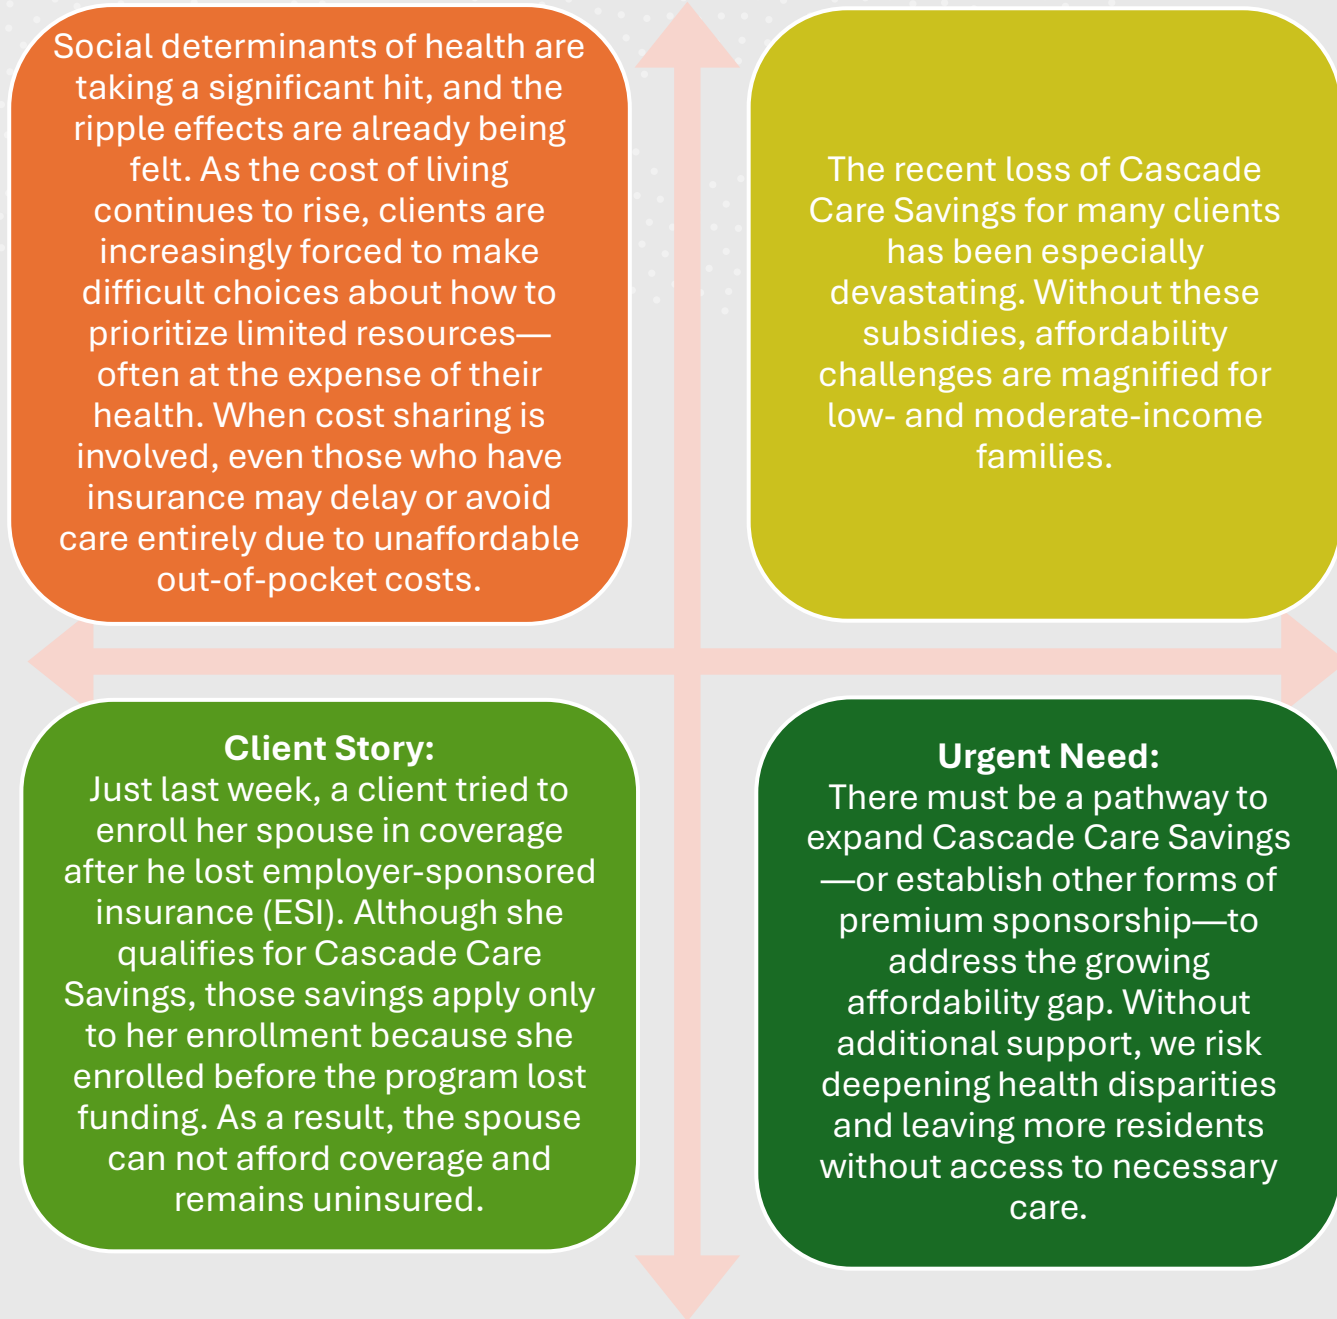 Social determinants of health are
taking a significant hit, and the
ripple effects are already being
felt. As the cost of living
continues to rise, clients are
increasingly forced to make
difficult choices about how to
prioritize limited resources—
often at the expense of their
health. When cost sharing is
involved, even those who have
insurance may delay or avoid
care entirely due to unaffordable
out-of-pocket costs.
The recent loss of Cascade
Care Savings for many clients
has been especially
devastating. Without these
subsidies, affordability
challenges are magnified for
low- and moderate-income
families.
Client Story:
Just last week, a client tried to
enroll her spouse in coverage
after he lost employer-sponsored
insurance (ESI). Although she
qualifies for Cascade Care
Savings, those savings apply only
to her enrollment because she
enrolled before the program lost
funding. As a result, the spouse
can not afford coverage and
remains uninsured.
Urgent Need:
There must be a pathway to
expand Cascade Care Savings
—or establish other forms of
premium sponsorship—to
address the growing
affordability gap. Without
additional support, we risk
deepening health disparities
and leaving more residents
without access to necessary
care.